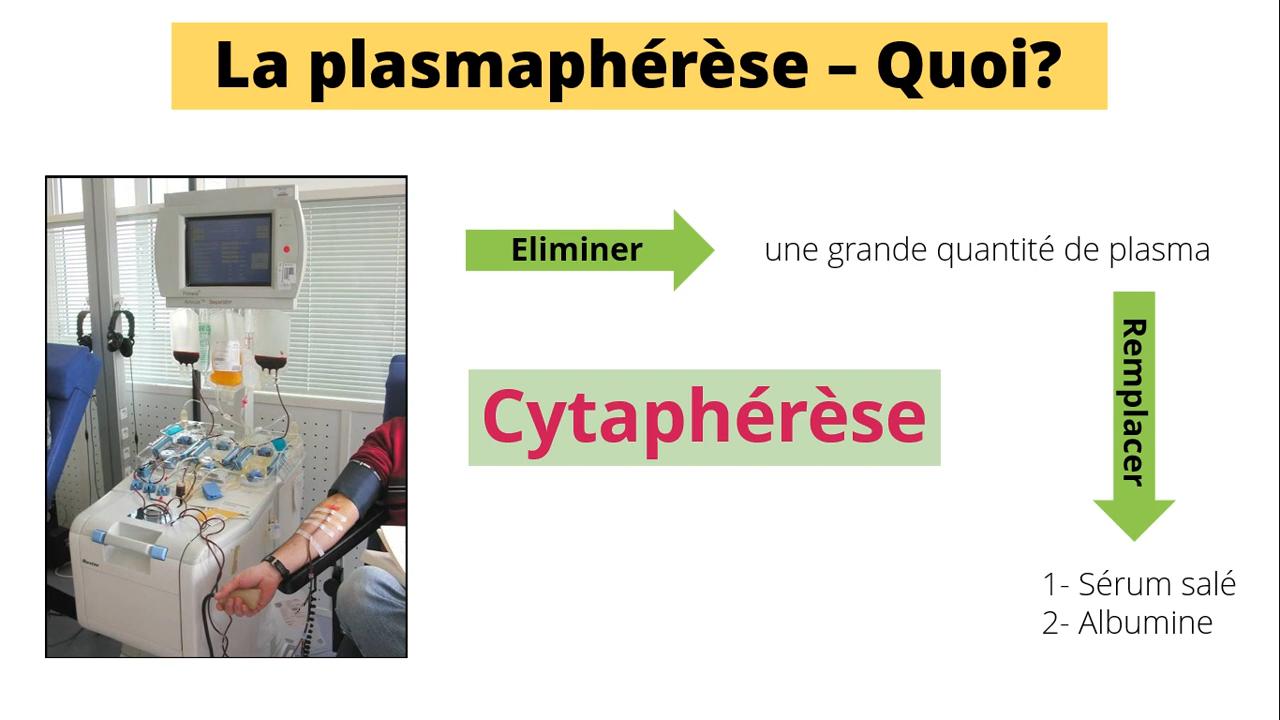 La plasmaphérèse – Quoi?
Eliminer
une grande quantité de plasma
Remplacer
Cytaphérèse
1- Sérum salé
2- Albumine